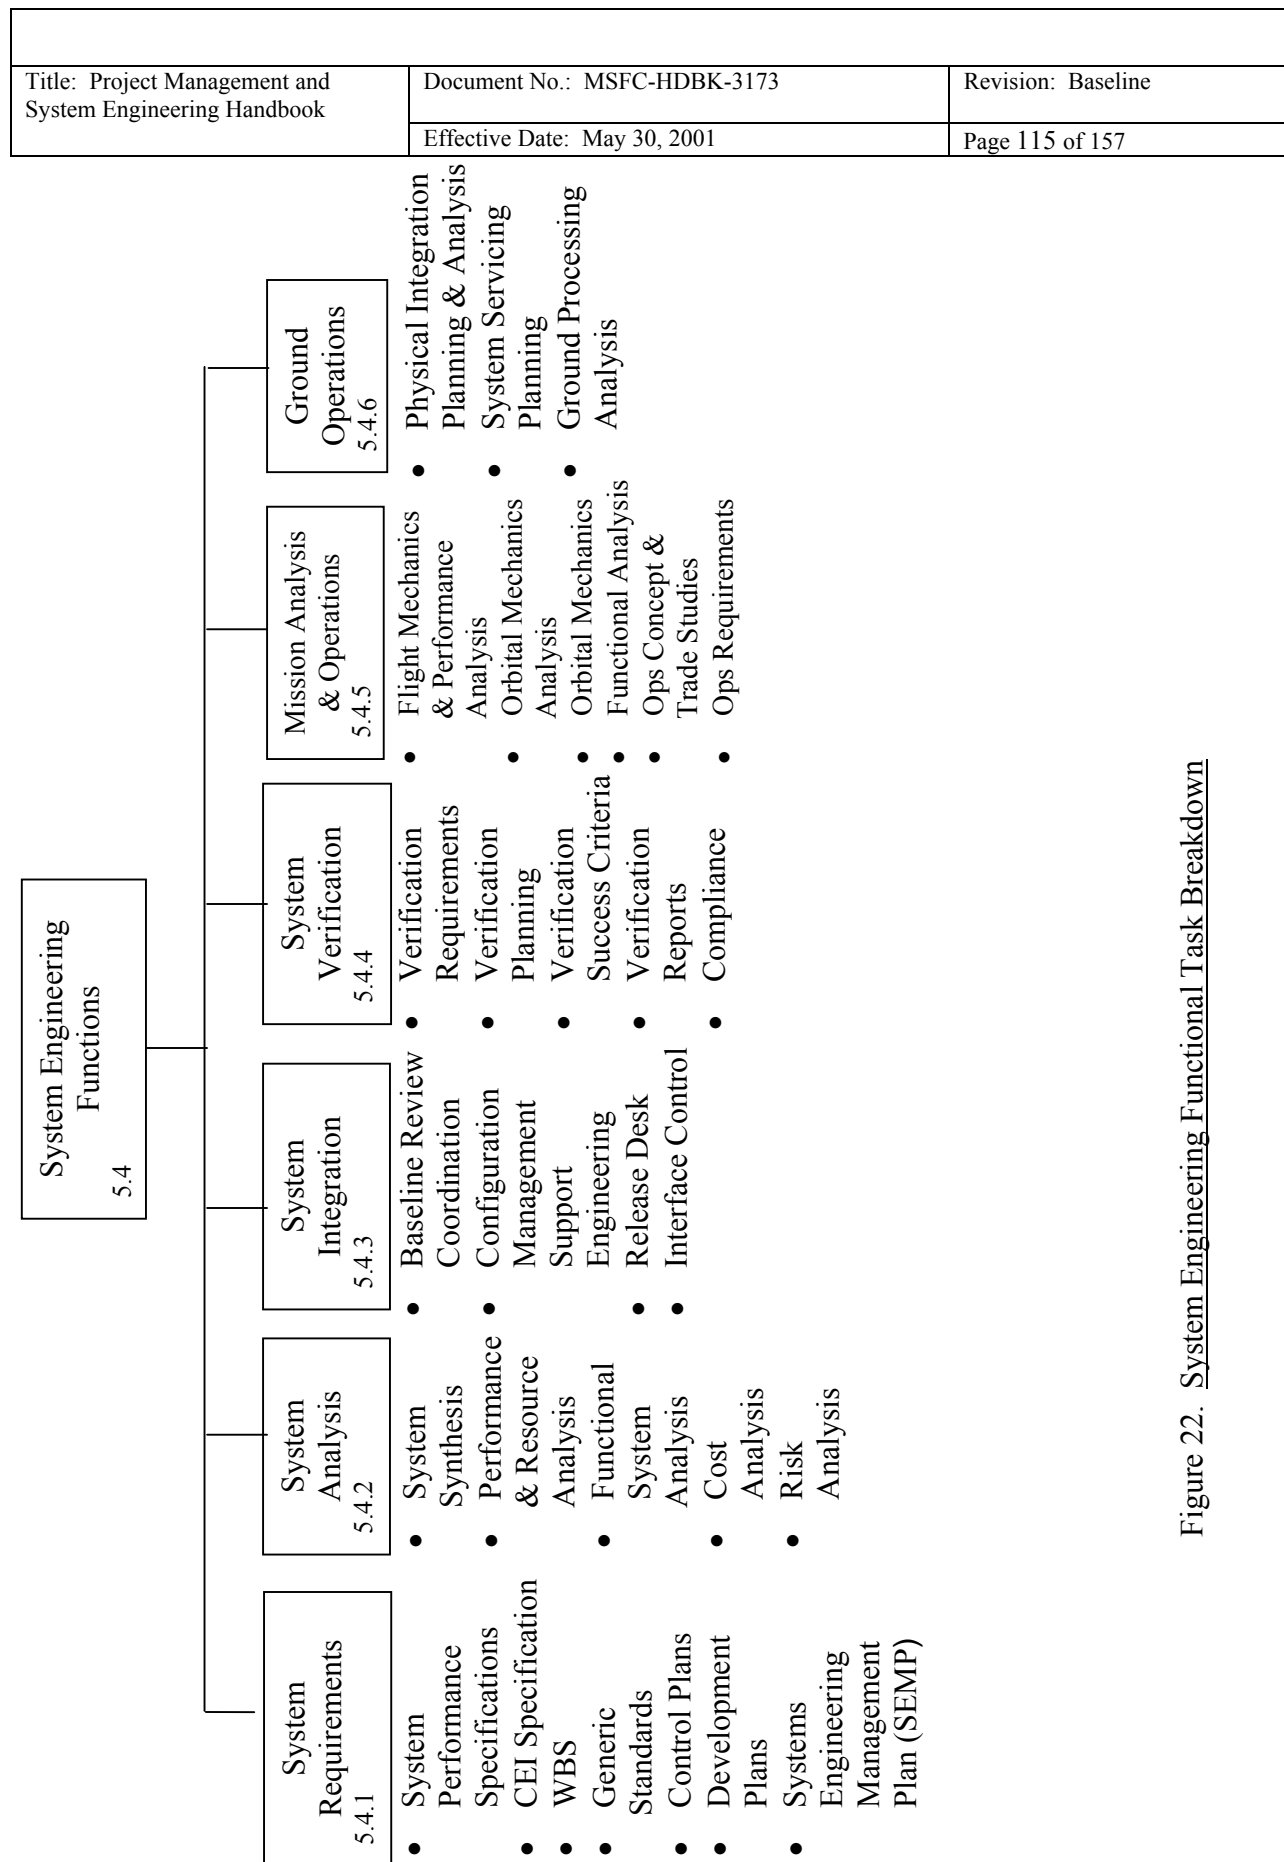 Title: Project Management and
System Engineering Handbook
Document No.: MSFC-HDBK-3173
Revision: Baseline
Effective Date: May 30, 2001
Page 115 of 157
System Engineering
Functions
5.4
System
Requirements
5.4.1
• System
Performance
Specifications
• CEI Specification
• WBS
• Generic
Standards
• Control Plans
• Development
Plans
• Systems
Engineering
Management
Plan (SEMP)
System
Analysis
5.4.2
• System
Synthesis
• Performance
& Resource
Analysis
• Functional
System
Analysis
• Cost
Analysis
• Risk
Analysis
System
Integration
5.4.3
• Baseline Review
Coordination
• Configuration
Management
Support
Engineering
• Release Desk
• Interface Control
System
Verification
5.4.4
• Verification
Requirements
• Verification
Planning
• Verification
Success Criteria
• Verification
Reports
• Compliance
Mission Analysis
& Operations
5.4.5
• Flight Mechanics
& Performance
Analysis
• Orbital Mechanics
Analysis
• Orbital Mechanics
• Functional Analysis
• Ops Concept &
Trade Studies
• Ops Requirements
Ground
Operations
5.4.6
• Physical Integration
Planning & Analysis
• System Servicing
Planning
• Ground Processing
Analysis
Figure 22. System Engineering Functional Task Breakdown